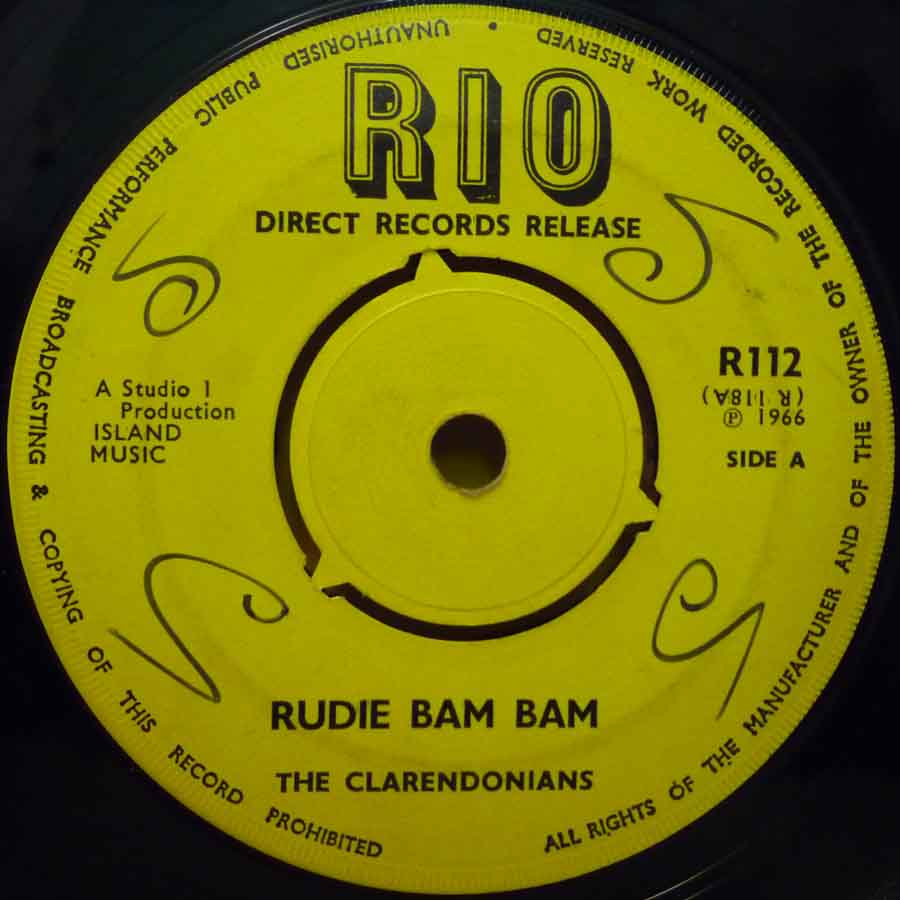 RIO
DIRECT RECORDS RELEASE
R112
(R 118A)
℗ 1966
SIDE A
A Studio 1
Production
ISLAND
MUSIC
RUDIE BAM BAM
THE CLARENDONIANS
ALL RIGHTS OF THE MANUFACTURER AND OF THE OWNER OF THE RECORDED WORK RESERVED • UNAUTHORISED PUBLIC PERFORMANCE BROADCASTING & COPYING OF THIS RECORD PROHIBITED